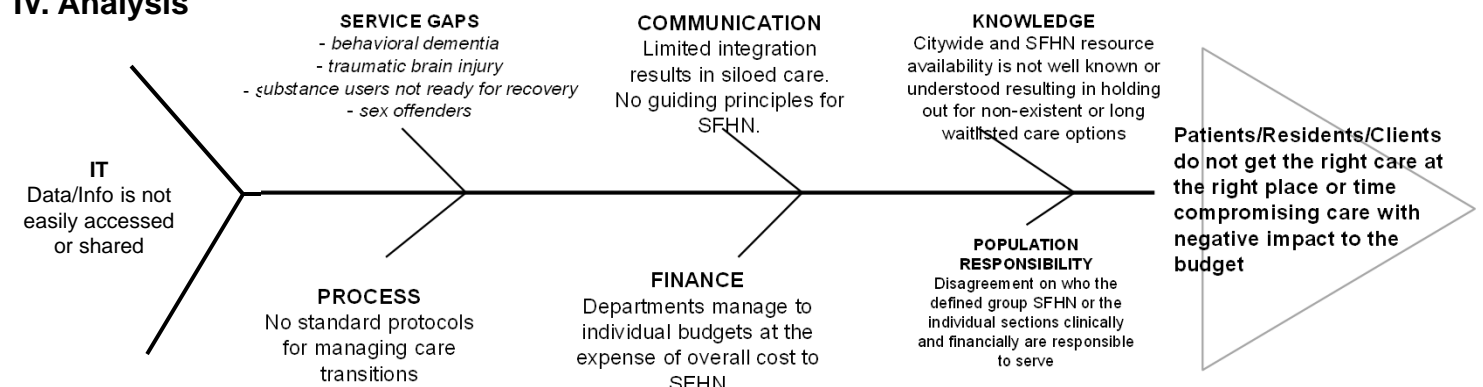 IV. Analysis
SERVICE GAPS
- behavioral dementia
- traumatic brain injury
- substance users not ready for recovery
- sex offenders
COMMUNICATION
Limited integration
results in siloed care.
No guiding principles for
SFHN.
KNOWLEDGE
Citywide and SFHN resource
availability is not well known or
understood resulting in holding
out for non-existent or long
waitlisted care options
IT
Data/Info is not
easily accessed
or shared
Patients/Residents/Clients
do not get the right care at
the right place or time
compromising care with
negative impact to the
budget
PROCESS
No standard protocols
for managing care
transitions
FINANCE
Departments manage to
individual budgets at the
expense of overall cost to
SFHN
POPULATION
RESPONSIBILITY
Disagreement on who the
defined group SFHN or the
individual sections clinically
and financially are responsible
to serve